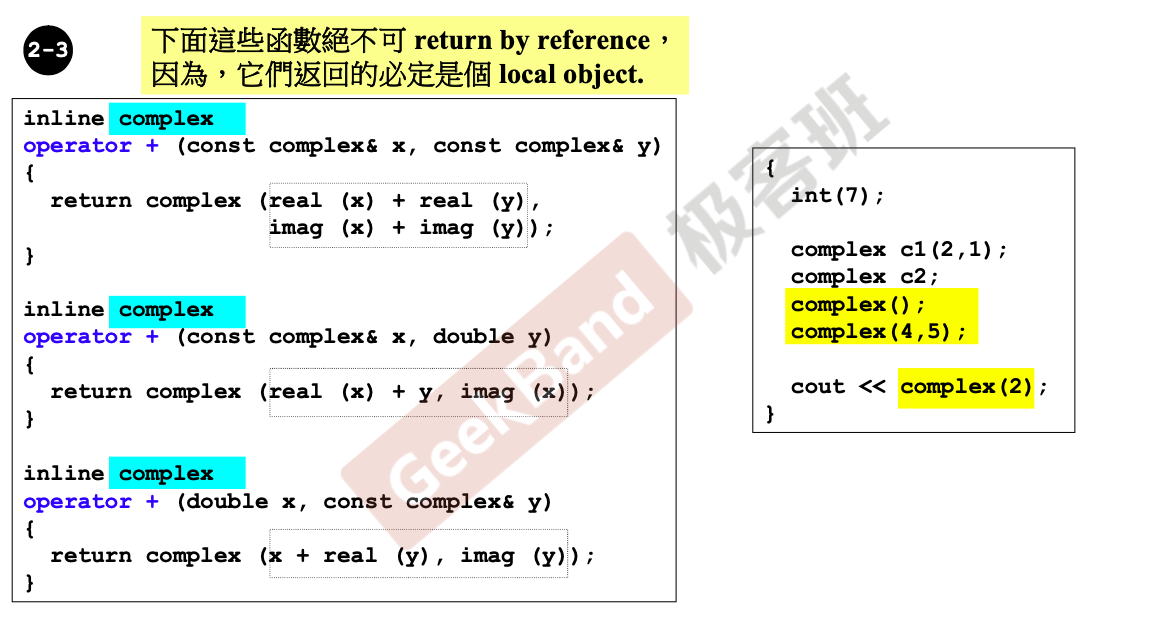 2-3
下面這些函數絕不可 return by reference，
因為，它們返回的必定是個 local object.
inline complex
operator + (const complex& x, const complex& y)
{
  return complex (real (x) + real (y),
                  imag (x) + imag (y));
}
inline complex
operator + (const complex& x, double y)
{
  return complex (real (x) + y, imag (x));
}
inline complex
operator + (double x, const complex& y)
{
  return complex (x + real (y), imag (y));
}
{
  int(7);
  complex c1(2,1);
  complex c2;
  complex();
  complex(4,5);
  cout << complex(2);
}
GeekBand 极客班